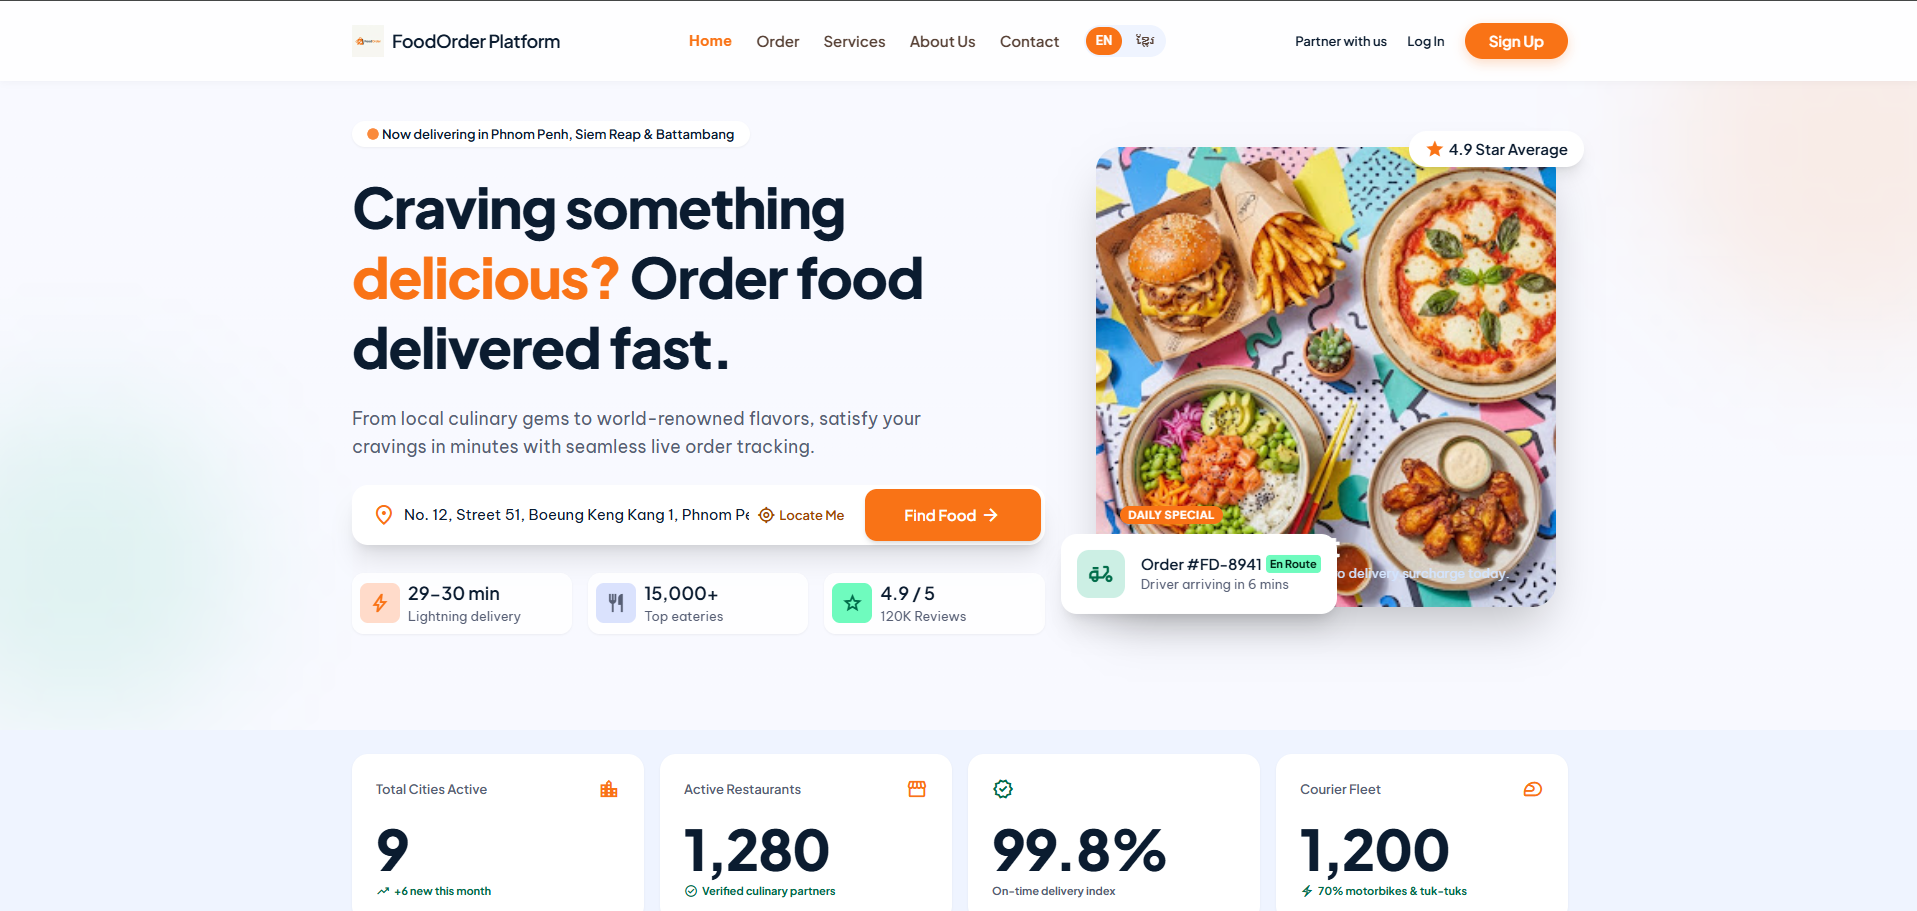 FoodOrder Platform
Home
Order
Services
About Us
Contact
EN
ខ្មែរ
Partner with us
Log In
Sign Up
Now delivering in Phnom Penh, Siem Reap & Battambang
Craving something
delicious? Order food
delivered fast.
From local culinary gems to world-renowned flavors, satisfy your
cravings in minutes with seamless live order tracking.
No. 12, Street 51, Boeung Keng Kang 1, Phnom
Locate Me
Find Food
29–30 min
Lightning delivery
15,000+
Top eateries
4.9 / 5
120K Reviews
4.9 Star Average
DAILY SPECIAL
Order #FD-8941
En Route
Driver arriving in 6 mins
delivery surcharge today.
Total Cities Active
9
+6 new this month
Active Restaurants
1,280
Verified culinary partners
99.8%
On-time delivery index
Courier Fleet
1,200
70% motorbikes & tuk-tuks